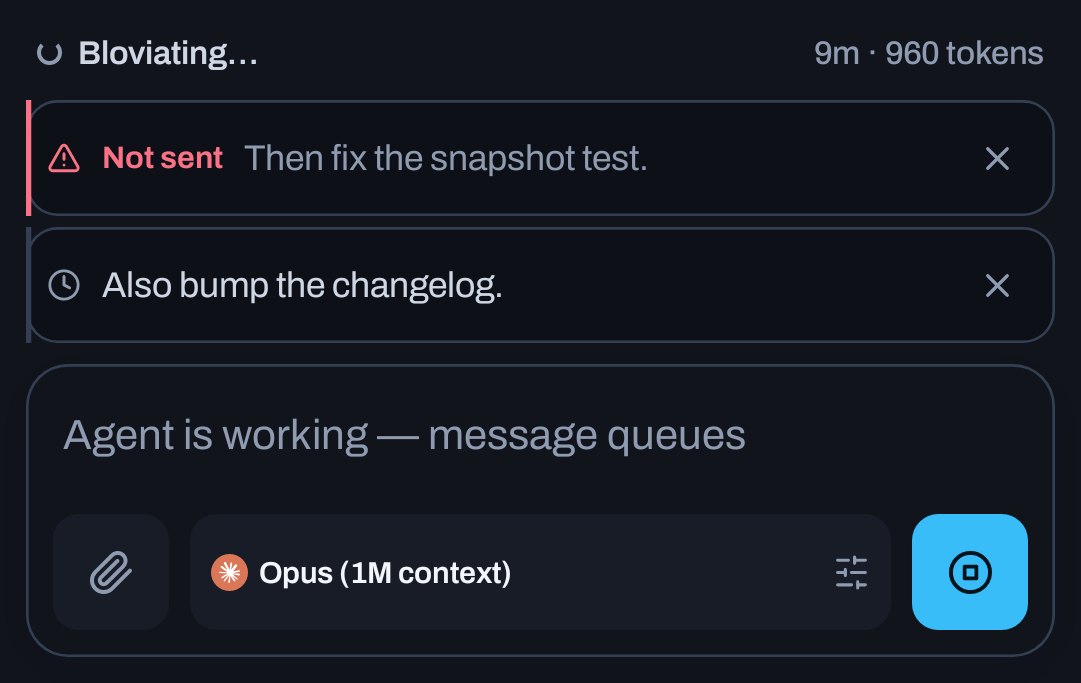 Bloviating...
9m · 960 tokens
Not sent Then fix the snapshot test.
Also bump the changelog.
Agent is working — message queues
Opus (1M context)